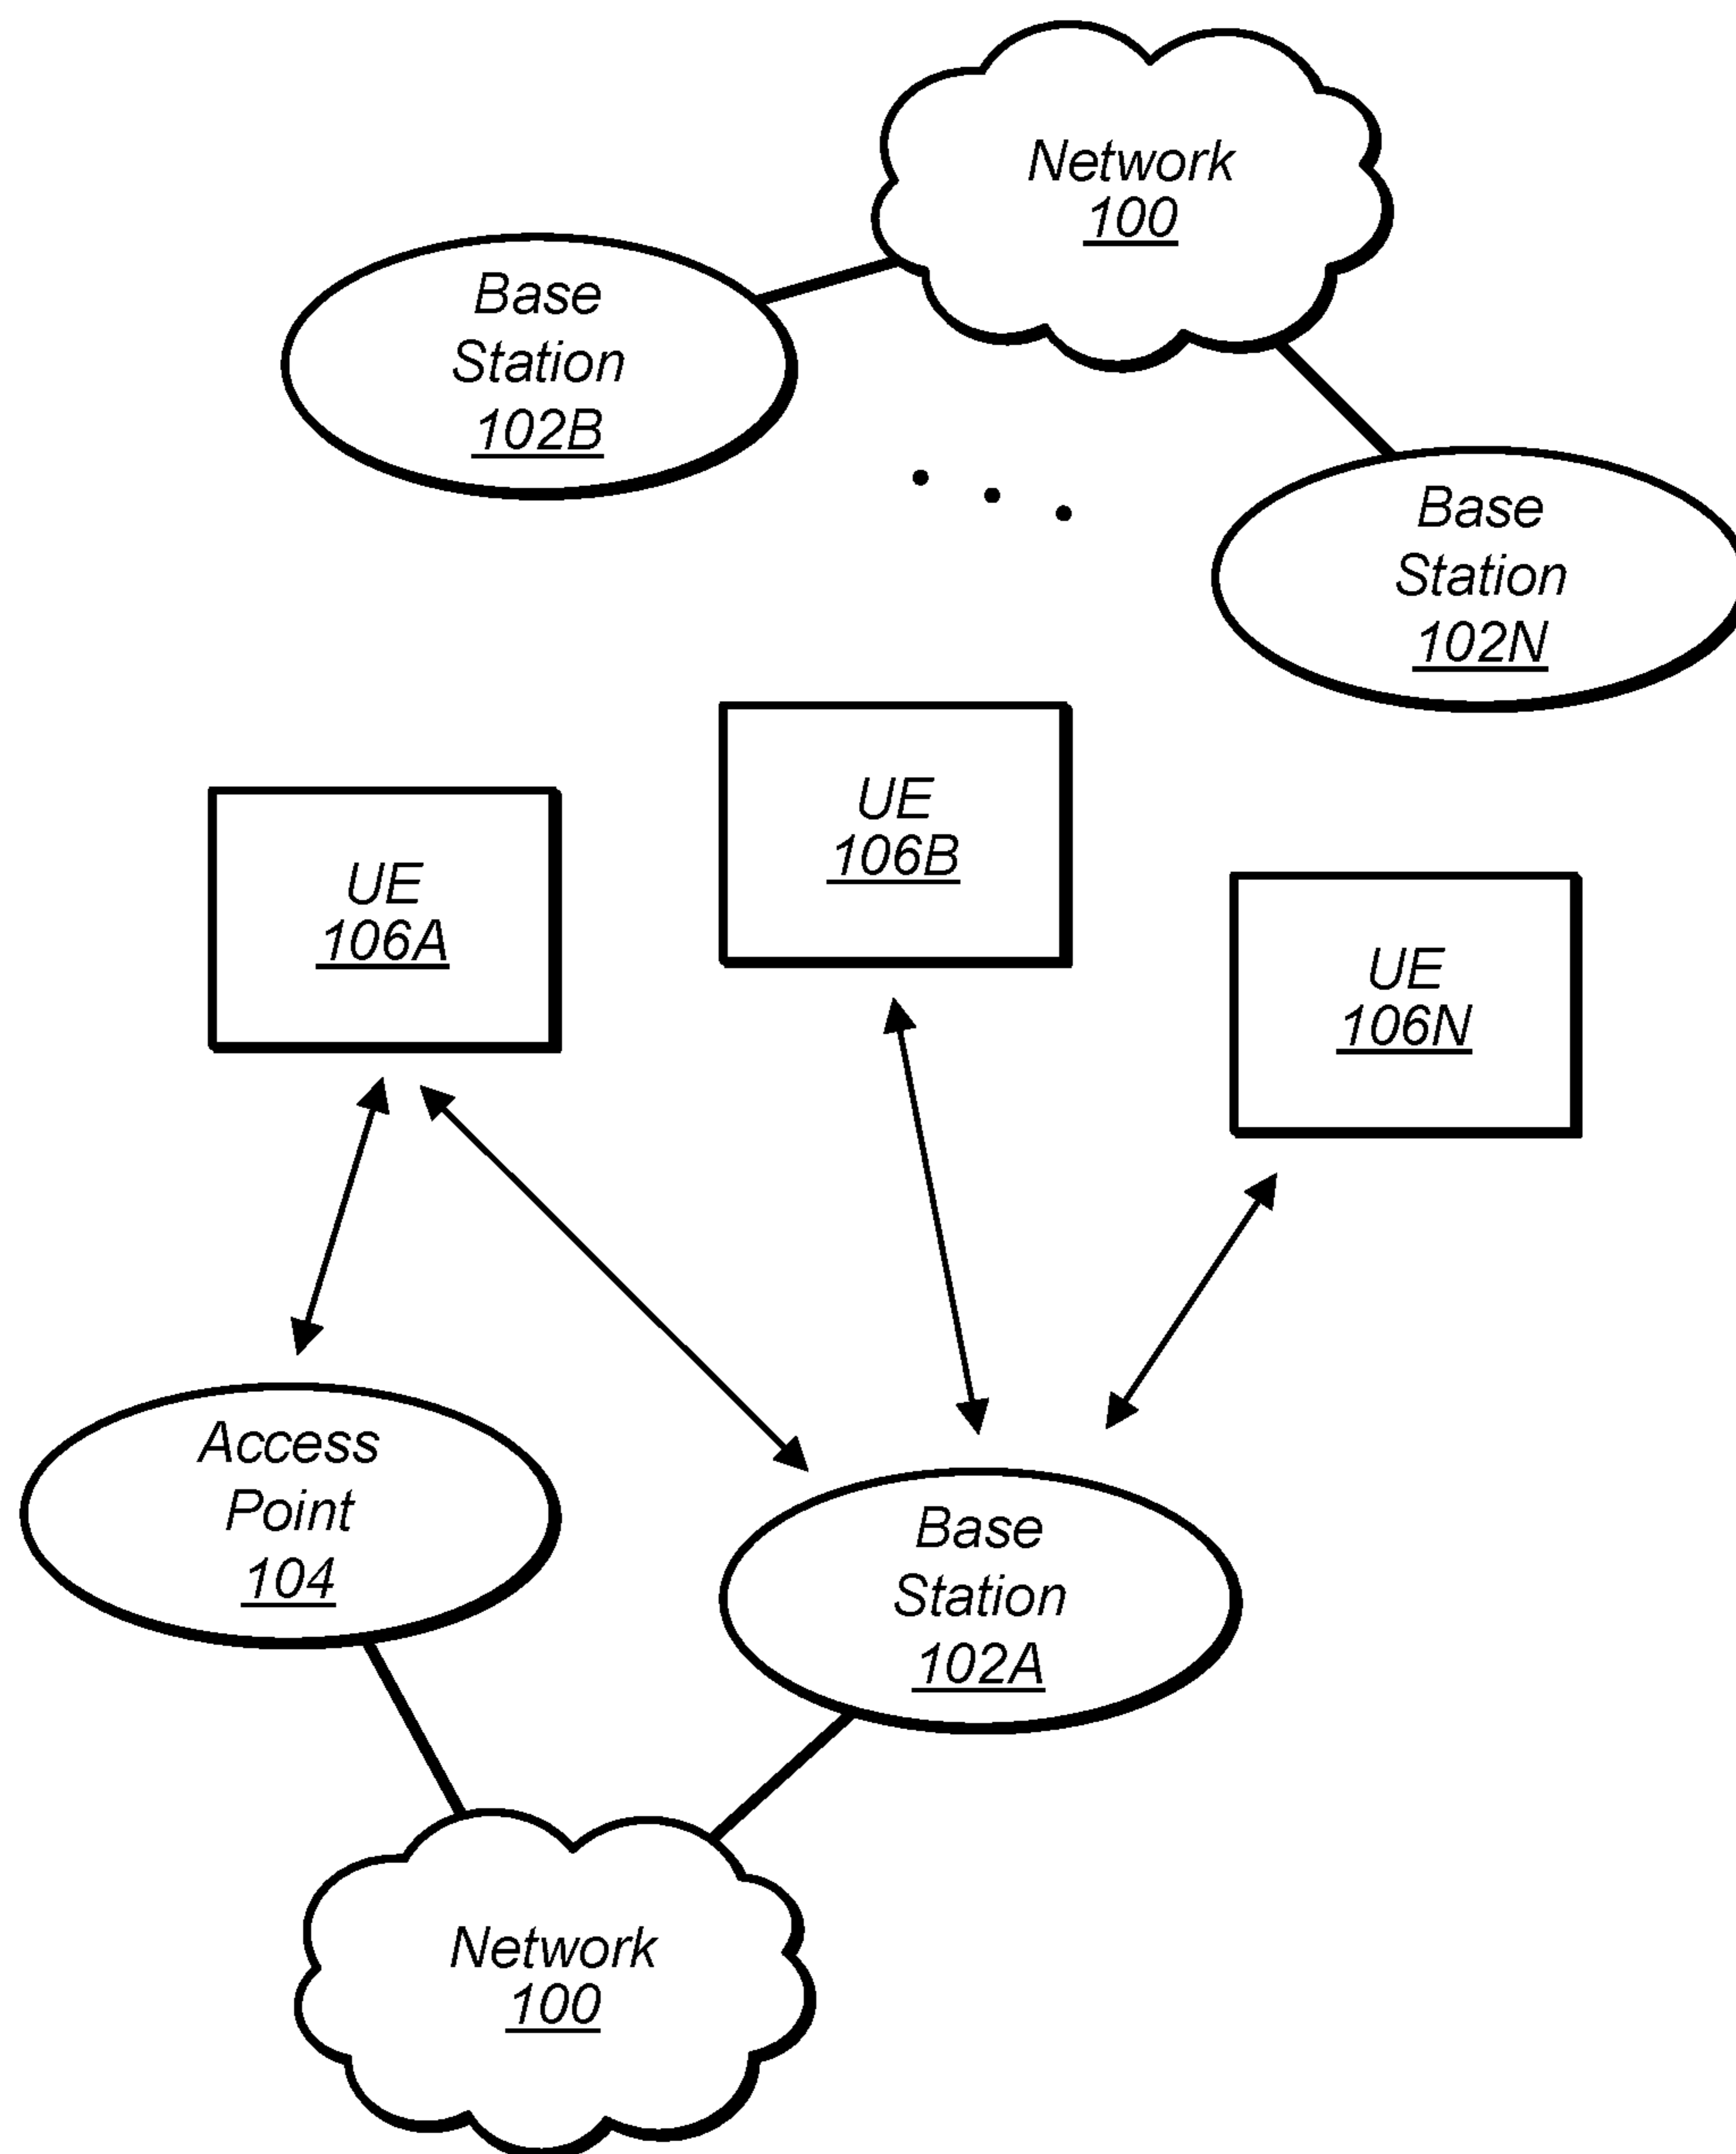 Network
100
Base
Station
102B
Base
Station
102N
UE
106B
UE
106A
UE
106N
Access
Point
104
Base
Station
102A
Network
100